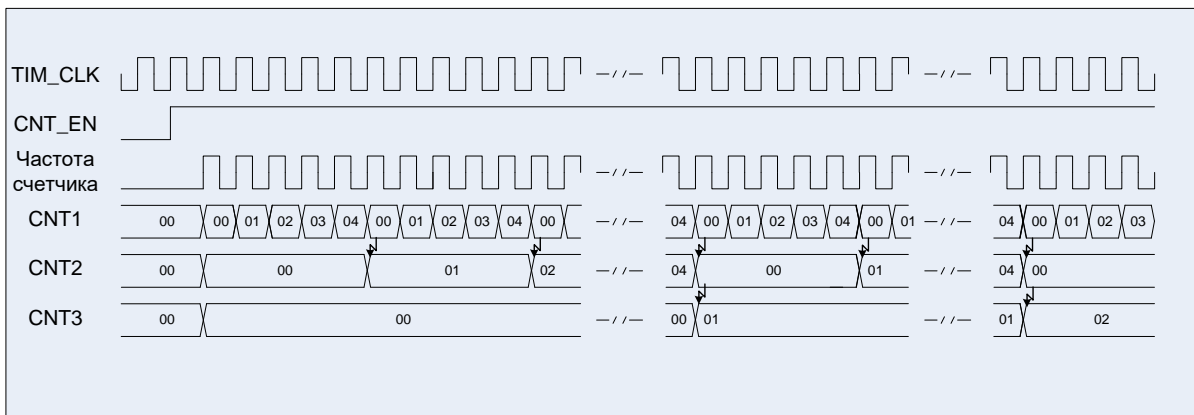 TIM_CLK
CNT_EN
Частота
счетчика
CNT1 00 00 01 02 03 04 00 01 02 03 04 00 04 00 01 02 03 04 00 01 04 00 01 02 03
CNT2 00 00 01 02 04 00 01 04 00
CNT3 00 00 00 01 01 02